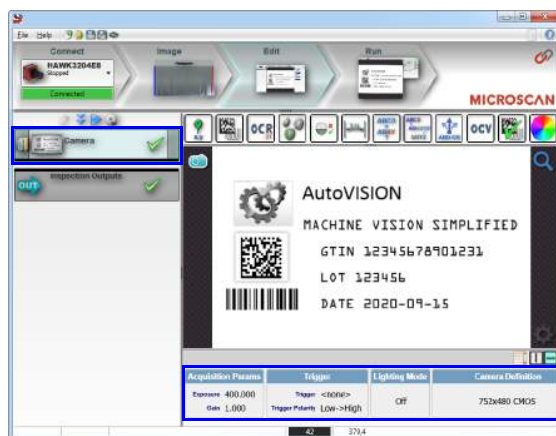 File Help
Connect Image Edit Run
HAWK3204E8
Stopped
Connected
MICROSCAN
Camera
OCR OCV
Inspection Outputs
OUT
AutoVISION
MACHINE VISION SIMPLIFIED
GTIN 12345678901231
LOT 123456
DATE 2020-09-15
Acquisition Params Trigger Lighting Mode Camera Definition
Exposure 400,000 Trigger <none> Off 752x480 CMOS
Gain 1.000 Trigger Polarity Low->High
42 379,4